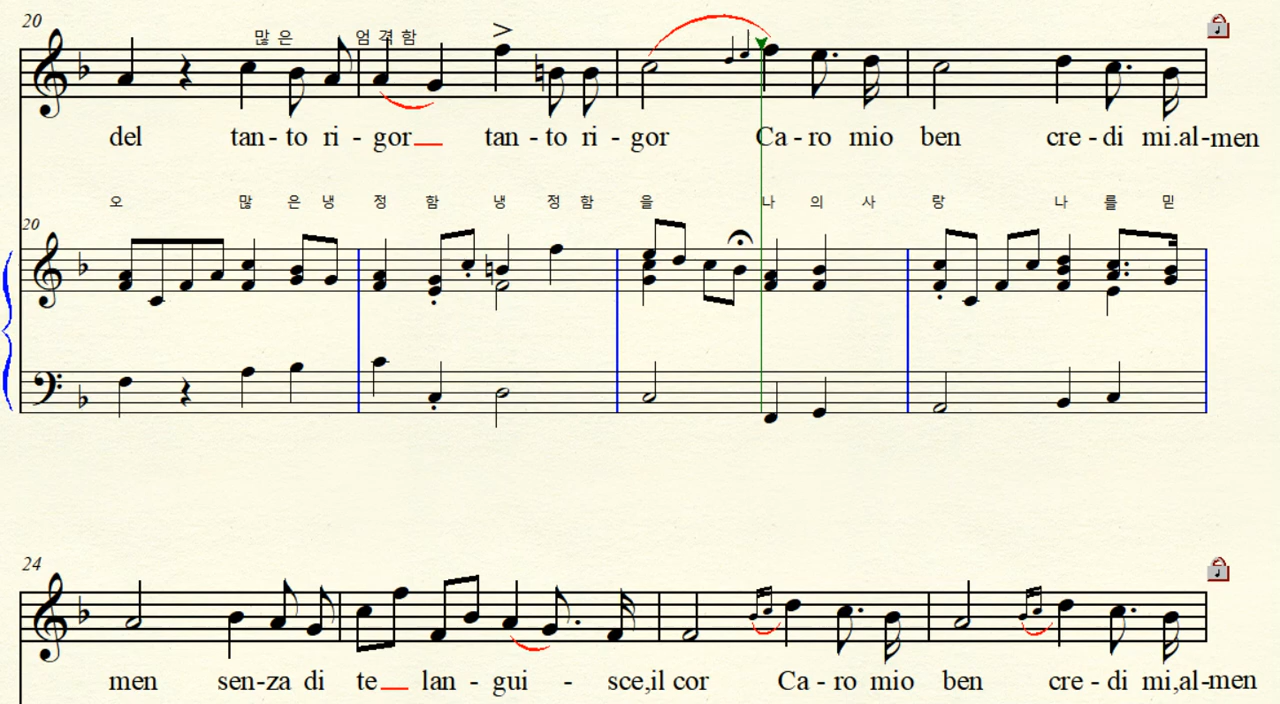 20
많 은 엄 격 함
del tan - to ri - gor tan - to ri - gor Ca - ro mio ben cre - di mi.al-men
오 많 은 냉 정 함 냉 정 함 을 나 의 사 랑 나 를 믿
20
24
men sen-za di te lan - gui - sce,il cor Ca - ro mio ben cre - di mi,al-men